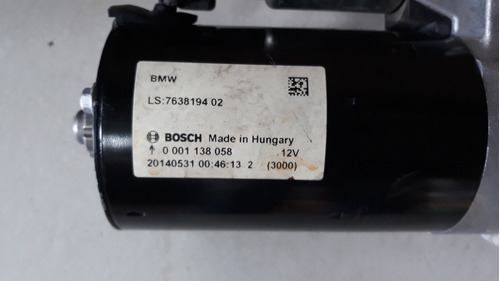 BMW
LS:7638194 02
BOSCH Made in Hungary
↑ 0 001 138 058 12V
20140531 00:46:13 2 (3000)